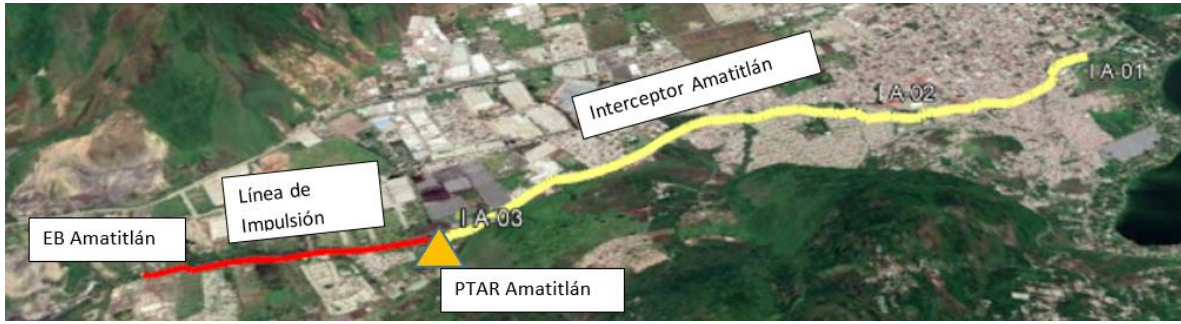 Interceptor Amatitlán
I A-01
I A-02
Línea de
Impulsión
I A-03
EB Amatitlán
PTAR Amatitlán